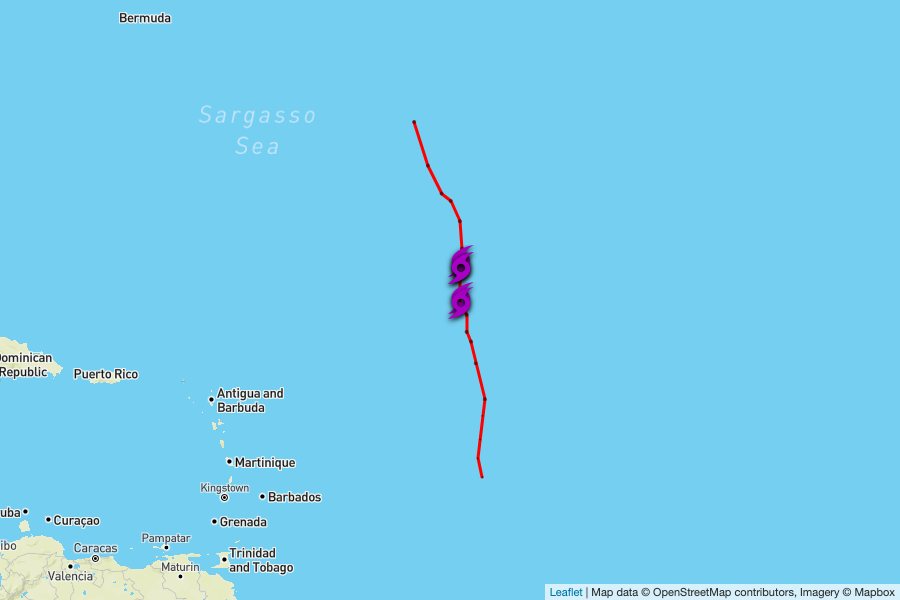 Bermuda
Sargasso
Sea
Dominican
Republic
Puerto Rico
Antigua and
Barbuda
Martinique
Kingstown
Barbados
uba
Curaçao
Grenada
ibo
Caracas
Pampatar
Trinidad
and Tobago
Valencia
Maturin
Leaflet | Map data © OpenStreetMap contributors, Imagery © Mapbox